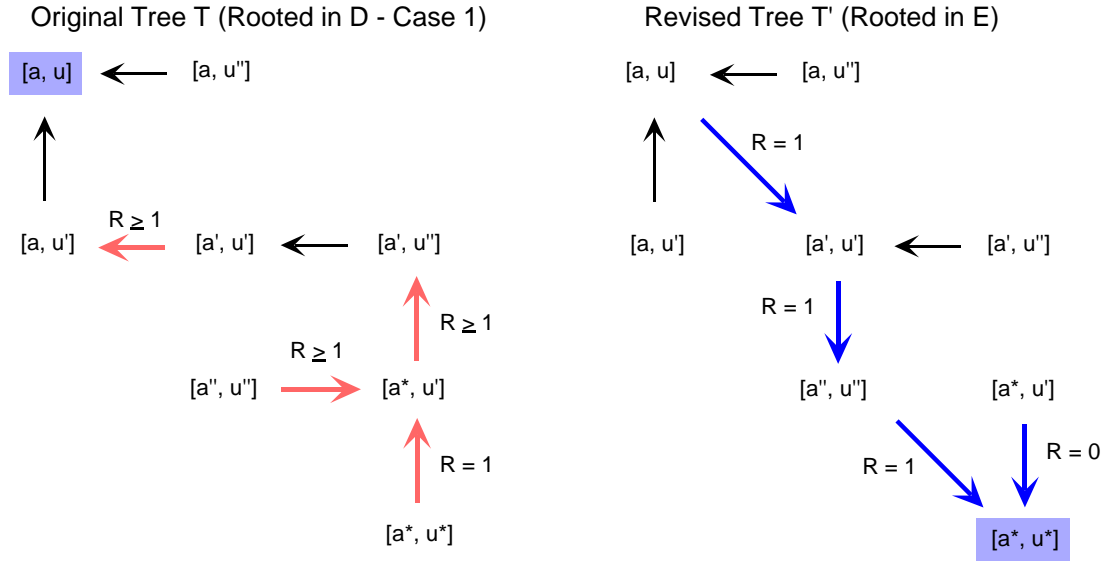 Original Tree T (Rooted in D - Case 1)
[a, u]
[a, u"]
R ≥ 1
[a, u']
[a', u']
[a', u"]
R ≥ 1
R ≥ 1
[a", u"]
[a*, u']
R = 1
[a*, u*]
Revised Tree T' (Rooted in E)
[a, u]
[a, u"]
R = 1
[a, u']
[a', u']
[a', u"]
R = 1
[a", u"]
[a*, u']
R = 1
R = 0
[a*, u*]